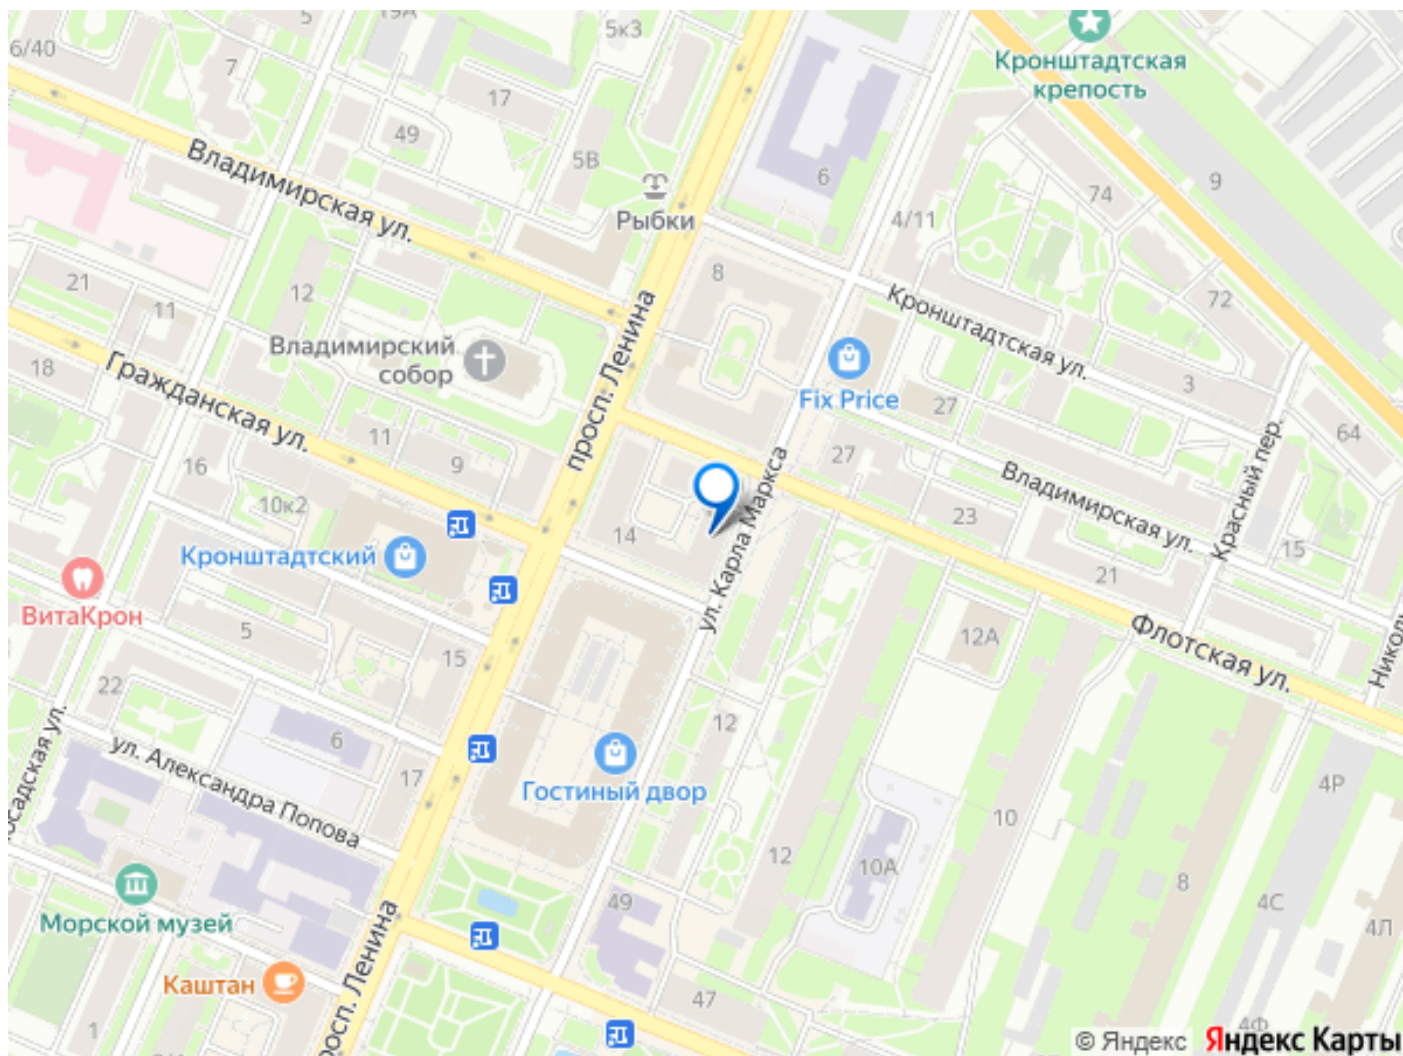 5
19А
5к3
6/40
7
17
49
5В
Кронштадтская
крепость
9
6
74
4/11
Владимирская ул.
Рыбки
21
11
12
8
72
просп. Ленина
Кронштадтская ул.
Владимирский
собор
18
Гражданская ул.
Fix Price
3
27
64
11
9
16
10к2
27
ул. Карла Маркса
Владимирская ул.
Красный пер.
23
14
15
Кронштадтский
21
ВитаКрон
5
15
12А
Флотская ул.
22
6
12
17
ул. Александра Попова
Гостиный двор
4Р
10
12
10А
8
Морской музей
49
4С
4Л
Каштан
просп. Ленина
47
1
4Ф
© Яндекс Яндекс Карты